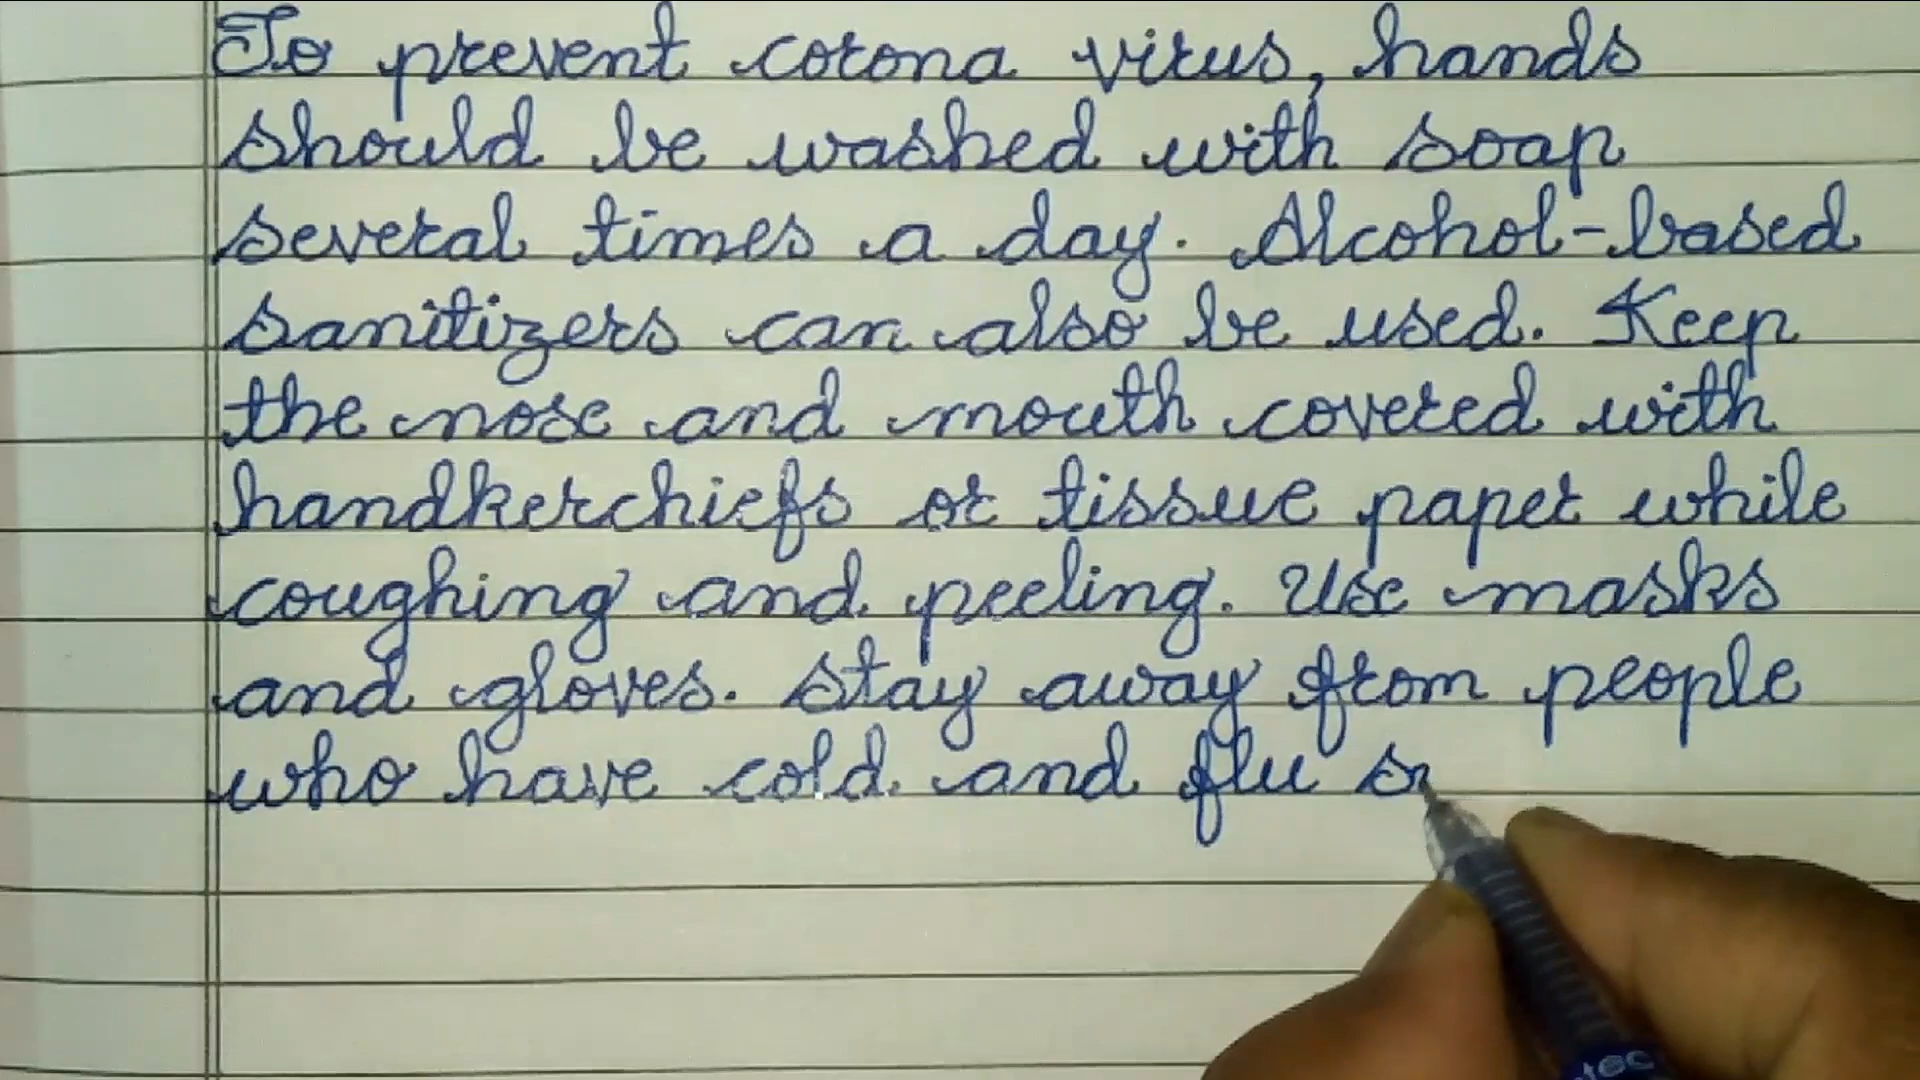 To prevent corona virus, hands
should be washed with soap
several times a day. Alcohol-based
sanitizers can also be used. Keep
the nose and mouth covered with
handkerchiefs or tissue paper while
coughing and peeling. Use masks
and gloves. Stay away from people
who have cold and flu